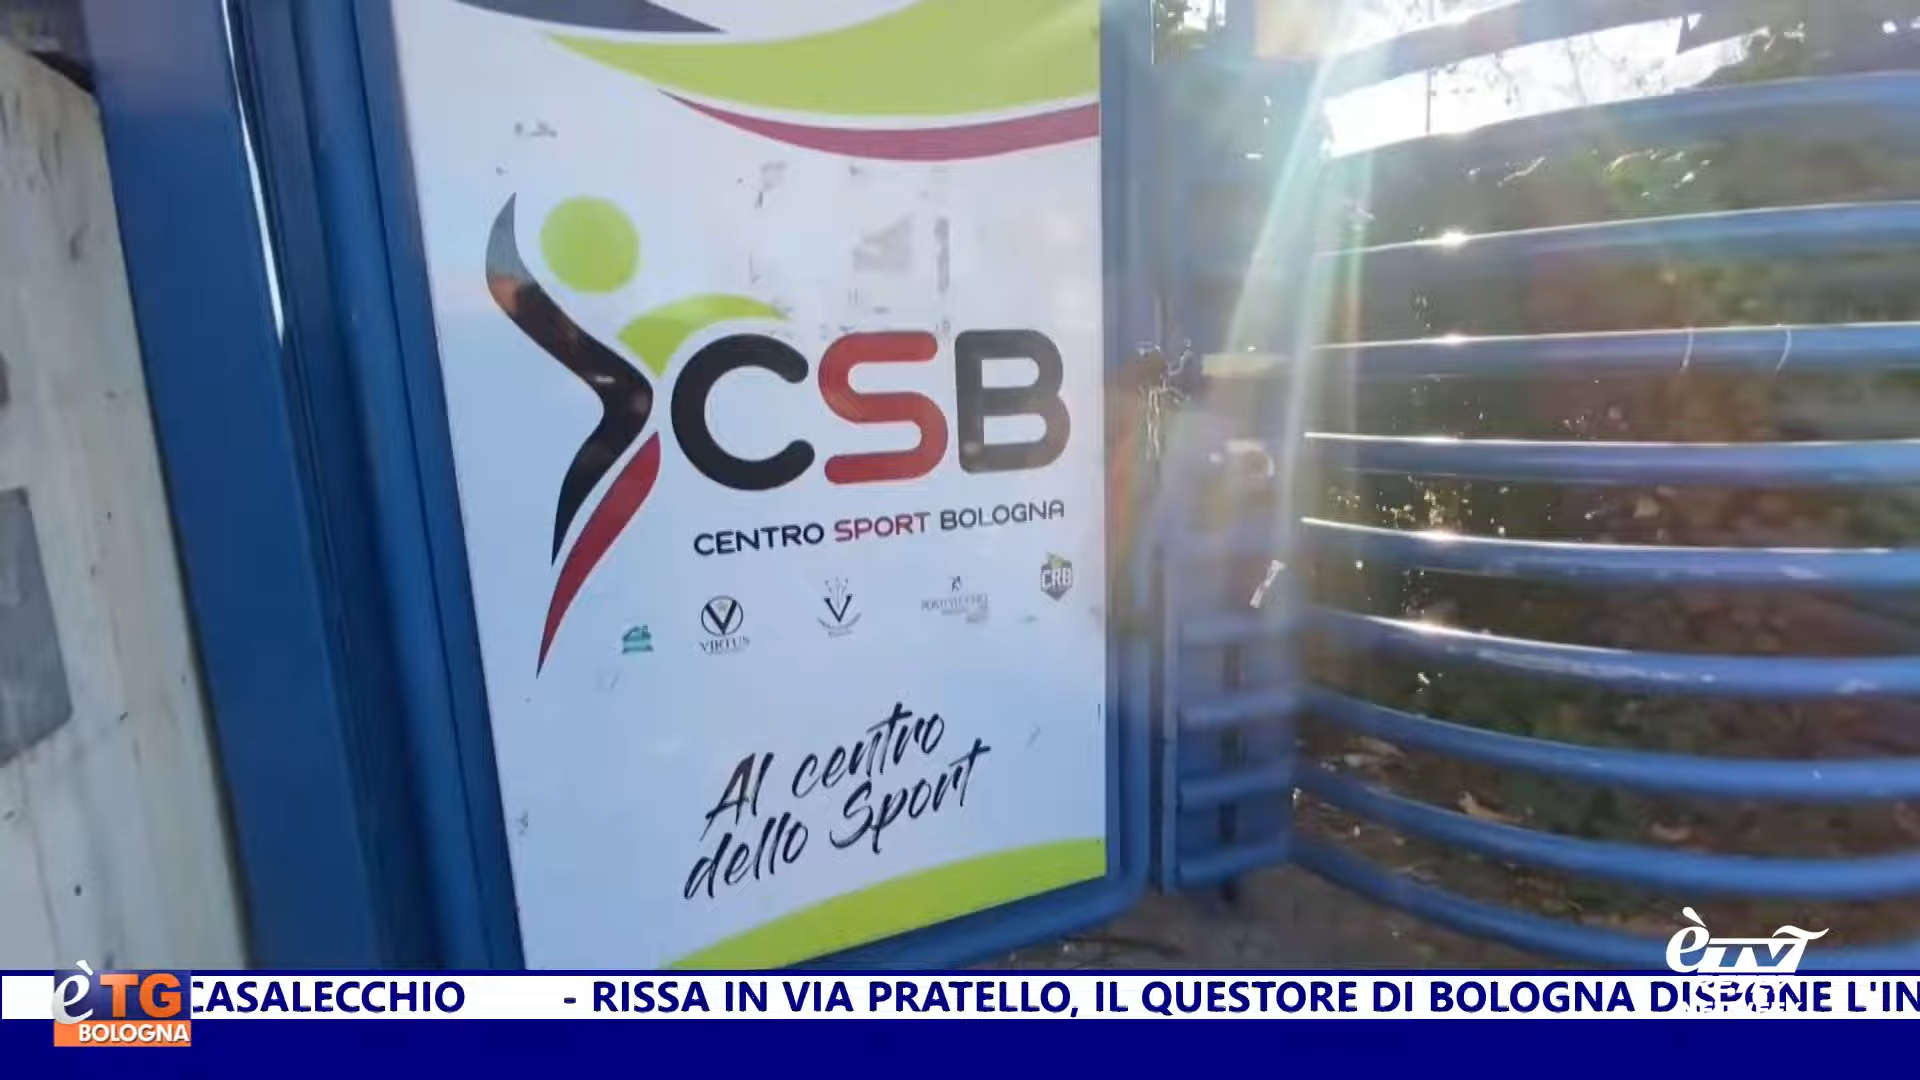 CSB
CENTRO SPORT BOLOGNA
VIRTUS
CRB
Al centro
dello Sport
èTV
èTG
BOLOGNA
CASALECCHIO - RISSA IN VIA PRATELLO, IL QUESTORE DI BOLOGNA DISPONE L'IN